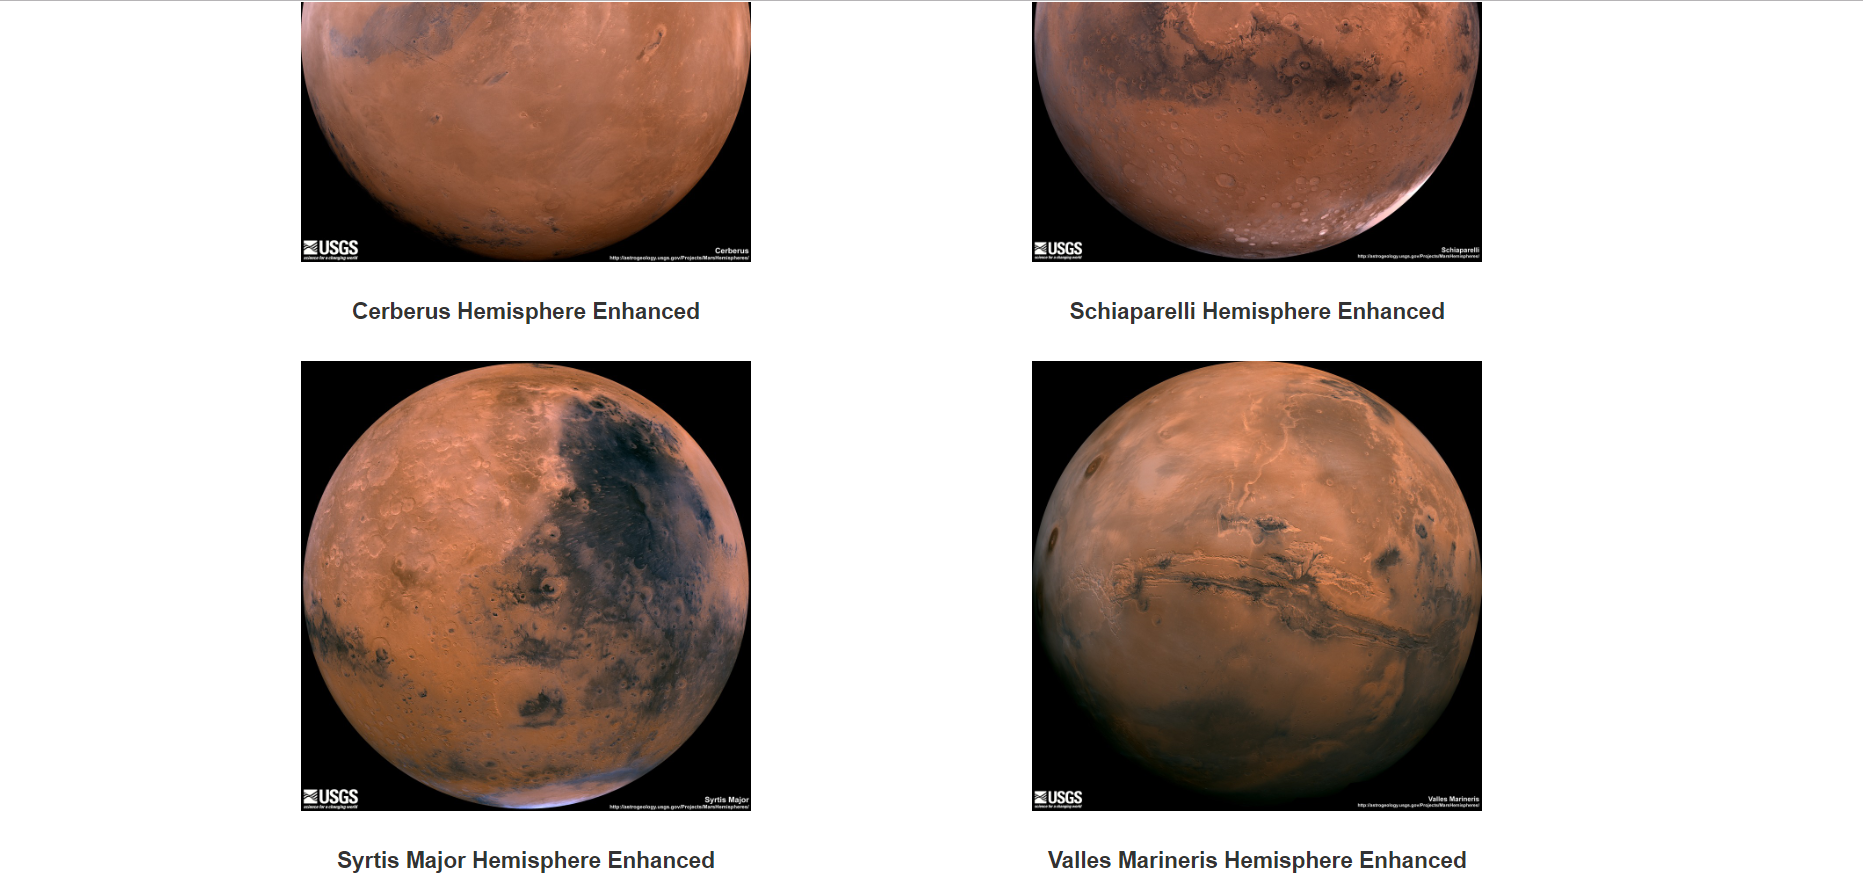 USGS
science for a changing world
Cerberus
http://astrogeology.usgs.gov/Projects/MarsHemispheres/
USGS
science for a changing world
Schiaparelli
http://astrogeology.usgs.gov/Projects/MarsHemispheres/
Cerberus Hemisphere Enhanced
Schiaparelli Hemisphere Enhanced
USGS
science for a changing world
Syrtis Major
http://astrogeology.usgs.gov/Projects/MarsHemispheres/
USGS
science for a changing world
Valles Marineris
http://astrogeology.usgs.gov/Projects/MarsHemispheres/
Syrtis Major Hemisphere Enhanced
Valles Marineris Hemisphere Enhanced